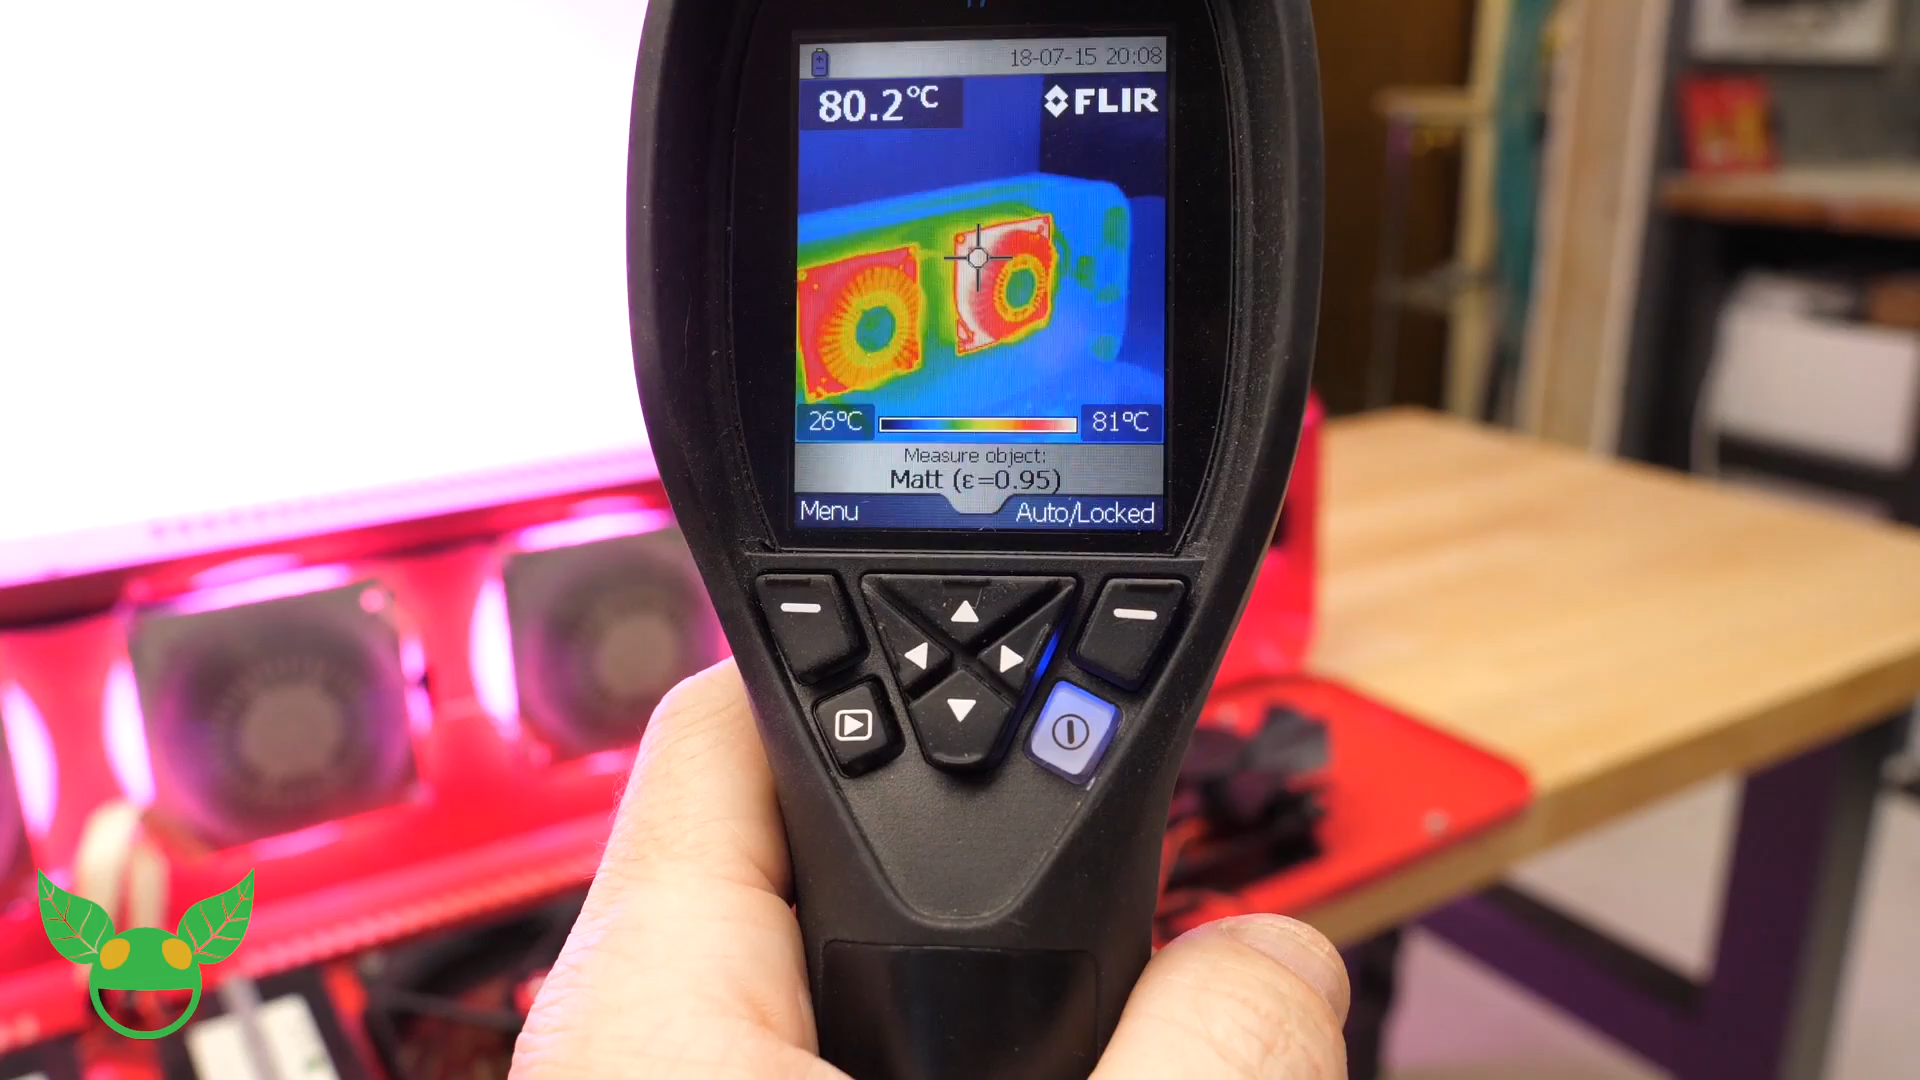 18-07-15 20:08
80.2°C
FLIR
26°C 81°C
Measure object:
Matt (ε=0.95)
Menu Auto/Locked